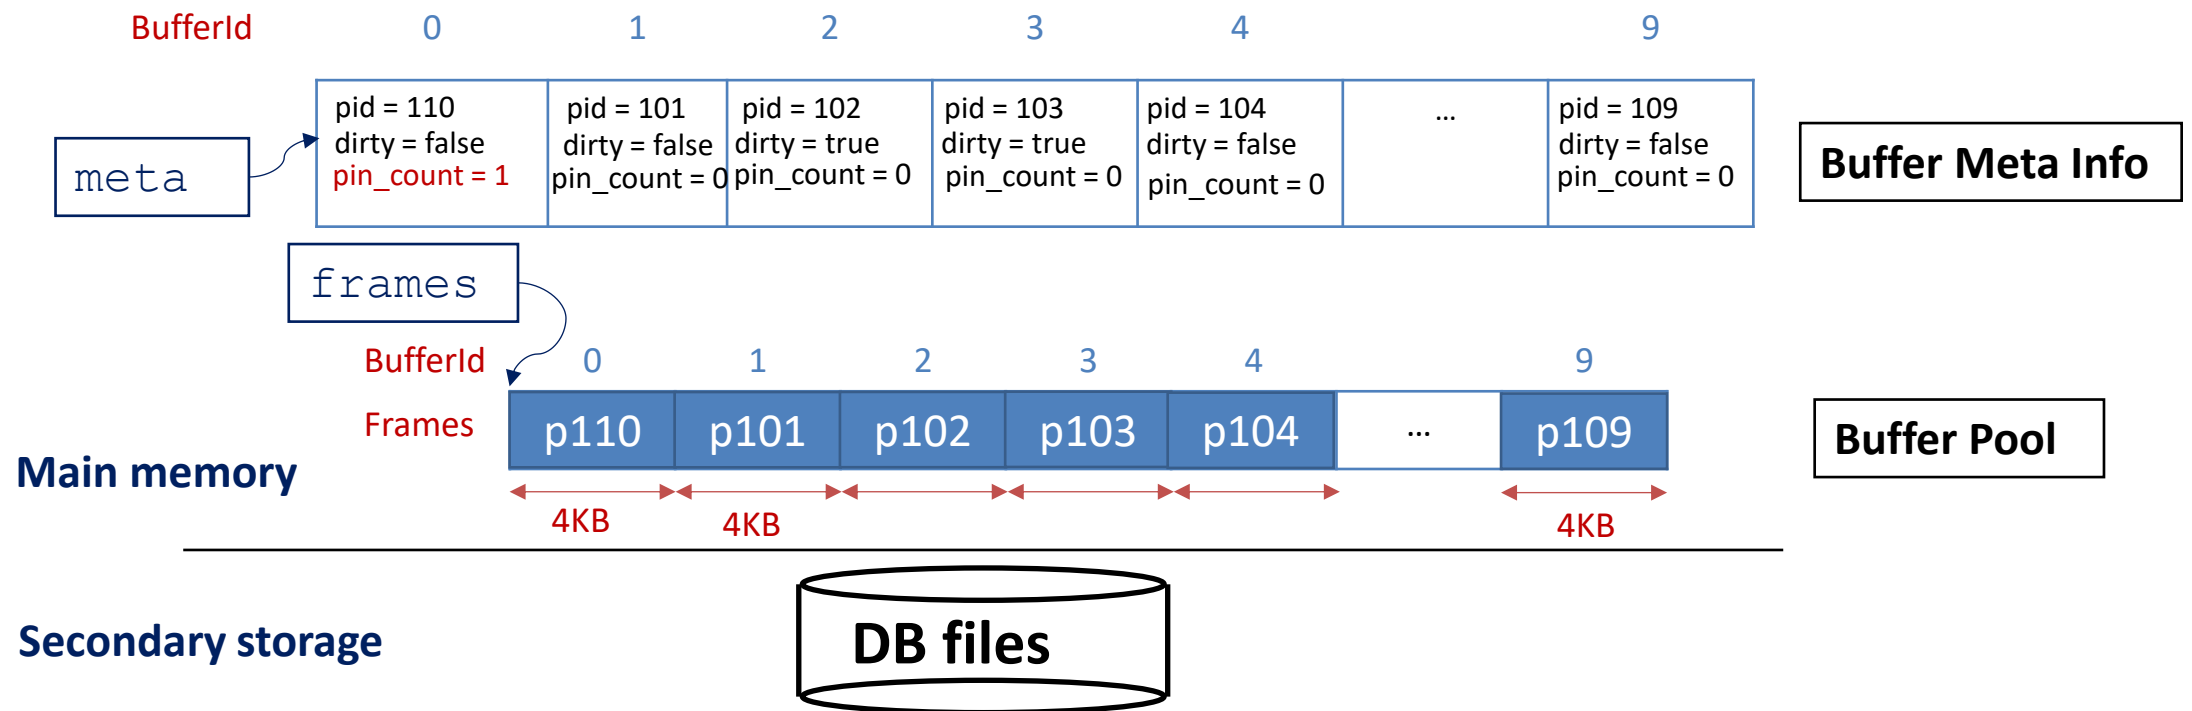 BufferId 0 1 2 3 4 9
pid = 110 pid = 101 pid = 102 pid = 103 pid = 104 ... pid = 109
dirty = false dirty = false dirty = true dirty = true dirty = false dirty = false
pin_count = 1 pin_count = 0 pin_count = 0 pin_count = 0 pin_count = 0 pin_count = 0
meta
Buffer Meta Info
frames
BufferId 0 1 2 3 4 9
Frames p110 p101 p102 p103 p104 ... p109
Buffer Pool
Main memory
4KB 4KB 4KB
DB files
Secondary storage